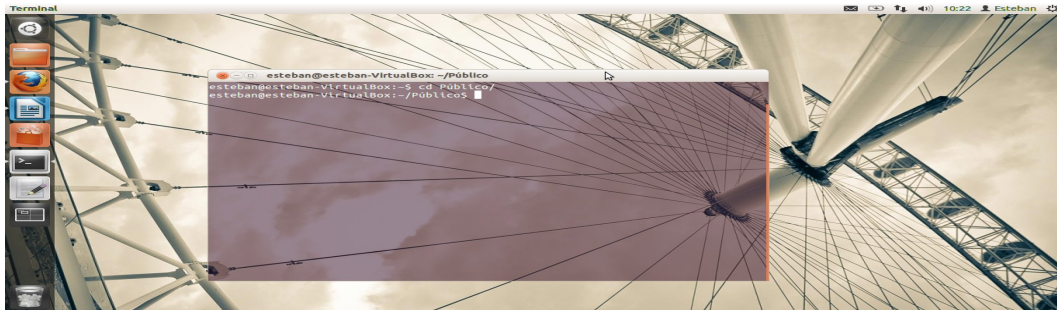 Terminal
10:22 Esteban
esteban@esteban-VirtualBox: ~/Público
esteban@esteban-VirtualBox:~$ cd Público/
esteban@esteban-VirtualBox:~/Público$